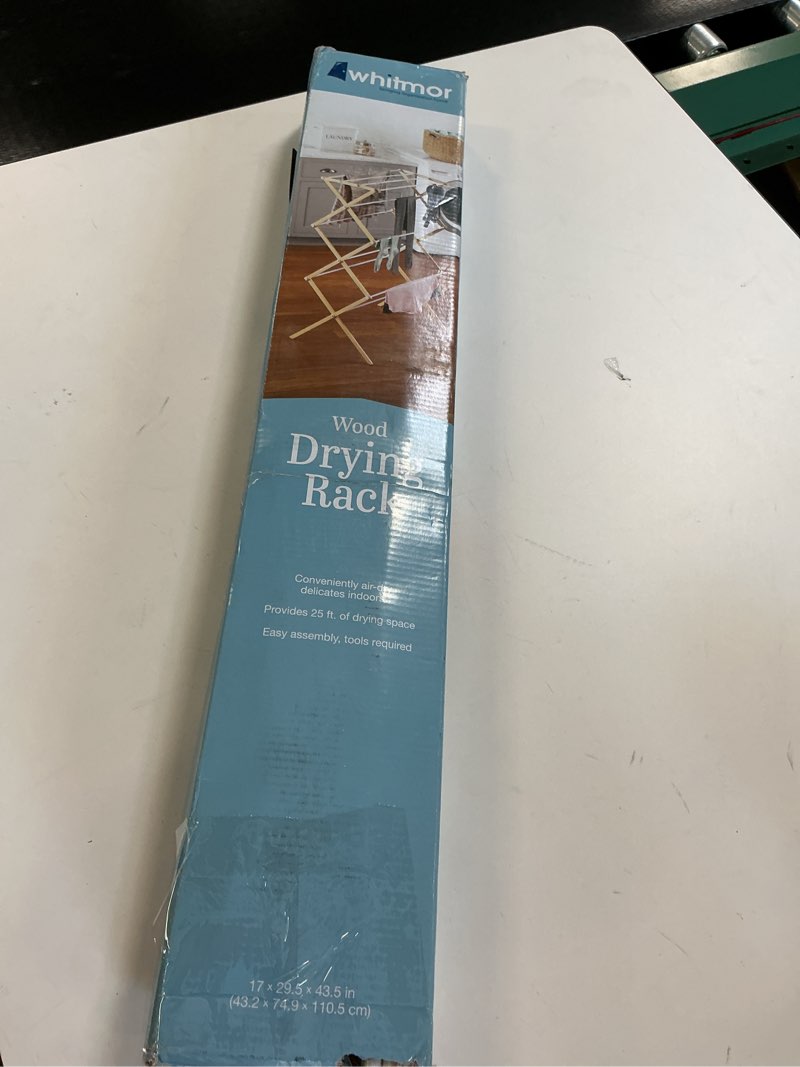 whitmor
LAUNDRY
Wood
Drying
Rack
Conveniently air-d
delicates indoor
Provides 25 ft. of drying space
Easy assembly, tools required
17 x 29.5 x 43.5 in
(43.2 x 74.9 x 110.5 cm)